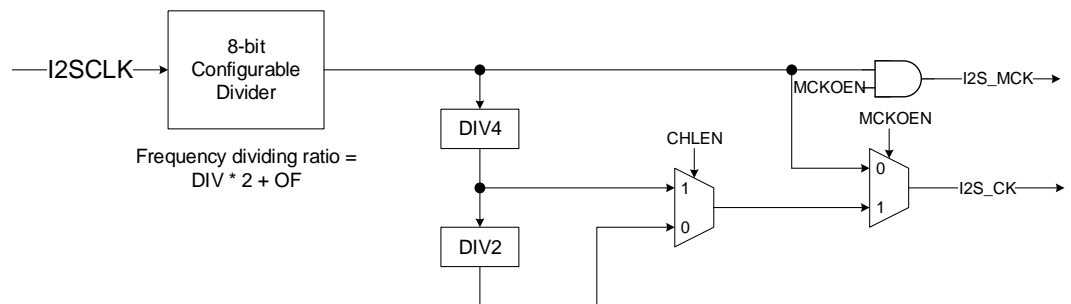 I2SCLK
8-bit
Configurable
Divider
Frequency dividing ratio =
DIV * 2 + OF
DIV4
DIV2
CHLEN
1
0
MCKOEN
I2S_MCK
MCKOEN
0
1
I2S_CK